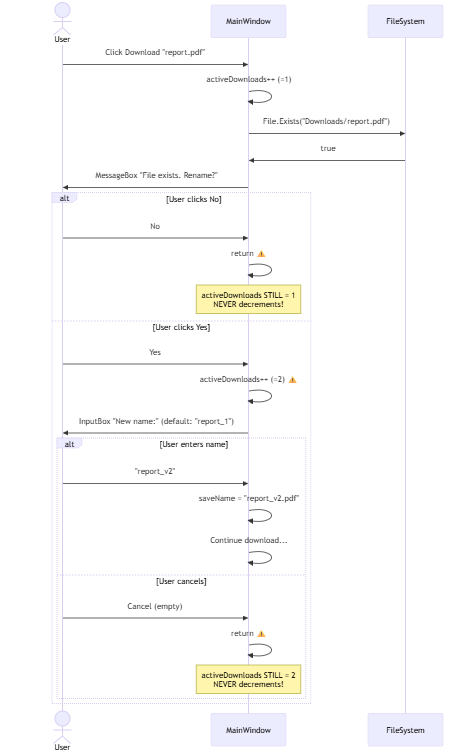 MainWindow
FileSystem
User
Click Download "report.pdf"
activeDownloads++ (=1)
File.Exists("Downloads/report.pdf")
true
MessageBox "File exists. Rename?"
alt
[User clicks No]
No
return ⚠
activeDownloads STILL = 1
NEVER decrements!
[User clicks Yes]
Yes
activeDownloads++ (=2) ⚠
InputBox "New name:" (default: "report_1")
alt
[User enters name]
"report_v2"
saveName = "report_v2.pdf"
Continue download...
[User cancels]
Cancel (empty)
return ⚠
activeDownloads STILL = 2
NEVER decrements!
MainWindow
FileSystem
User